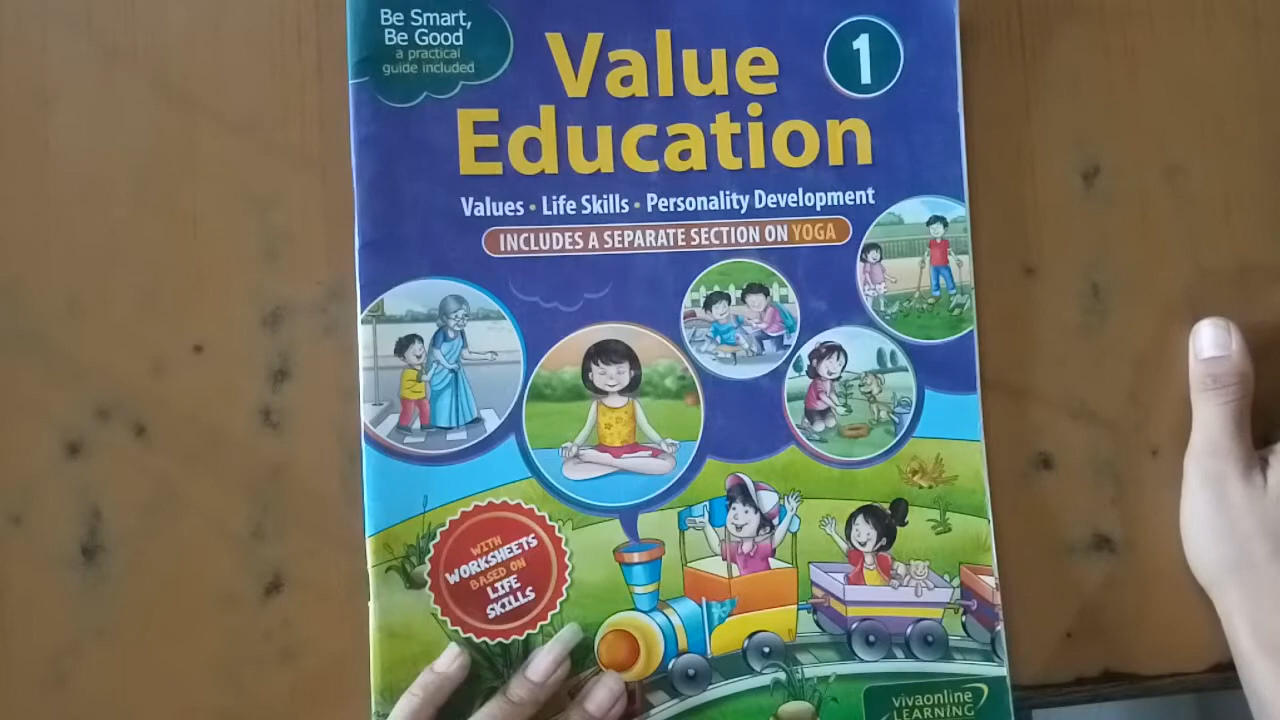 Be Smart,
Be Good
a practical
guide included
Value
Education
1
Values • Life Skills • Personality Development
INCLUDES A SEPARATE SECTION ON YOGA
WITH
WORKSHEETS
BASED ON
LIFE
SKILLS
vivaonline
LEARNING